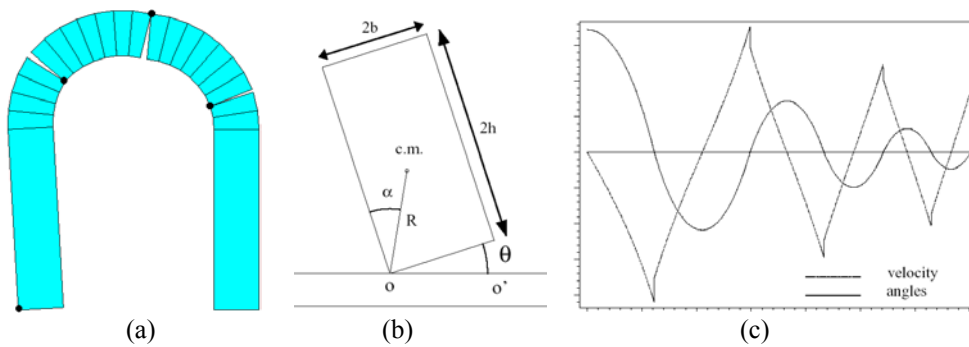 2b
2h
c.m.
α
R
θ
o
o'
velocity
angles
(a)
(b)
(c)